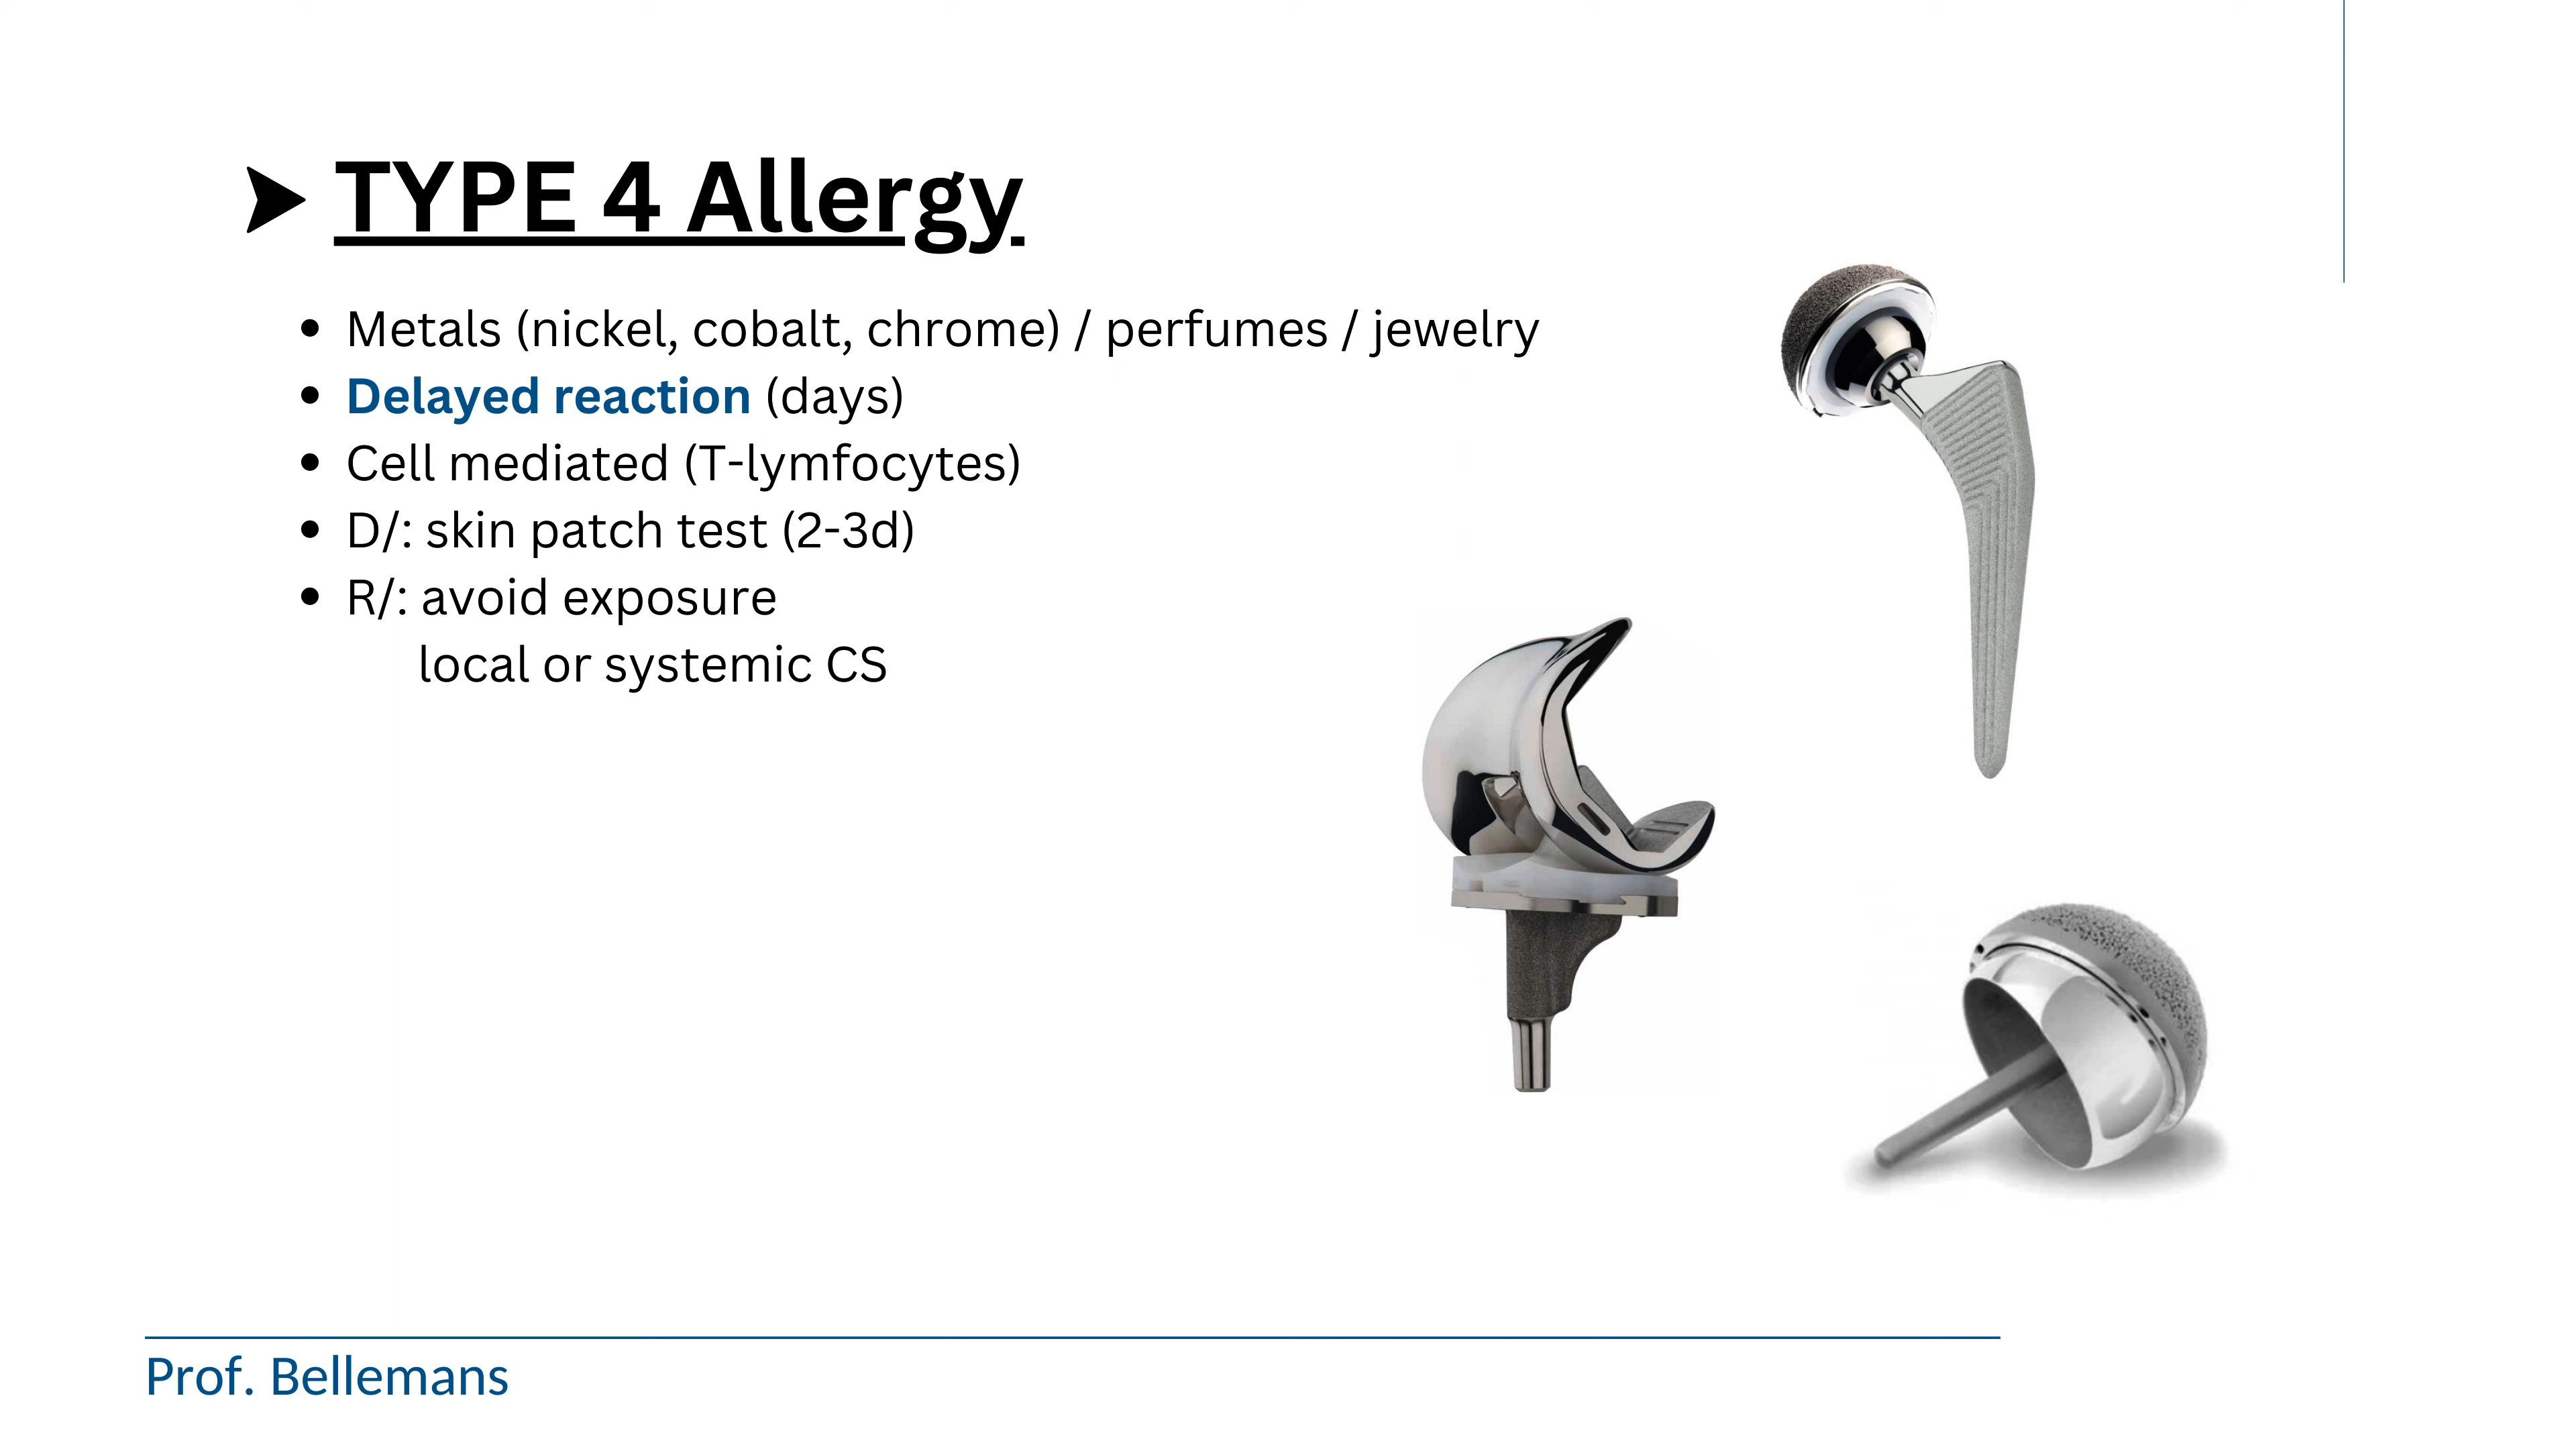 ➤ TYPE 4 Allergy
• Metals (nickel, cobalt, chrome) / perfumes / jewelry
• Delayed reaction (days)
• Cell mediated (T-lymfocytes)
• D/: skin patch test (2-3d)
• R/: avoid exposure
local or systemic CS
Prof. Bellemans